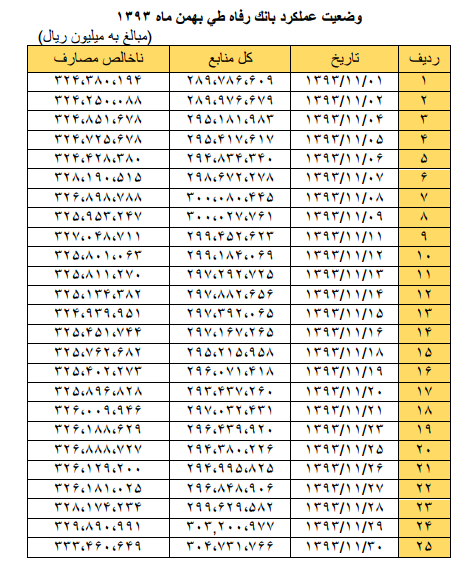 وضعیت عملکرد بانك رفاه طي بهمن ماه ۱۳۹۳
(مبالغ به میلیون ریال)
ردیف تاریخ کل منابع ناخالص مصارف
۱ ۱۳۹۳/۱۱/۰۱ ۲۸۹،۷۸۶،۶۰۹ ۳۲۴،۳۸۰،۱۹۴
۲ ۱۳۹۳/۱۱/۰۲ ۲۸۹،۹۷۶،۶۷۹ ۳۲۴،۲۵۰،۰۸۸
۳ ۱۳۹۳/۱۱/۰۴ ۲۹۵،۱۸۱،۹۸۳ ۳۲۴،۸۵۱،۶۷۸
۴ ۱۳۹۳/۱۱/۰۵ ۲۹۵،۴۱۷،۶۱۷ ۳۲۴،۷۲۵،۶۷۸
۵ ۱۳۹۳/۱۱/۰۶ ۲۹۴،۸۳۴،۳۴۰ ۳۲۴،۴۲۸،۳۸۰
۶ ۱۳۹۳/۱۱/۰۷ ۲۹۸،۶۷۲،۲۷۸ ۳۲۸،۱۹۰،۵۱۵
۷ ۱۳۹۳/۱۱/۰۸ ۳۰۰،۰۸۰،۴۴۵ ۳۲۶،۸۹۸،۷۸۸
۸ ۱۳۹۳/۱۱/۰۹ ۳۰۰،۰۲۷،۷۶۱ ۳۲۵،۹۵۳،۲۴۷
۹ ۱۳۹۳/۱۱/۱۱ ۲۹۹،۴۵۲،۶۲۳ ۳۲۷،۰۴۸،۷۱۱
۱۰ ۱۳۹۳/۱۱/۱۲ ۲۹۹،۱۸۴،۰۶۹ ۳۲۵،۸۰۱،۰۶۳
۱۱ ۱۳۹۳/۱۱/۱۳ ۲۹۷،۲۹۲،۷۲۵ ۳۲۵،۸۱۱،۲۷۰
۱۲ ۱۳۹۳/۱۱/۱۴ ۲۹۷،۸۸۲،۶۵۶ ۳۲۵،۱۳۴،۳۸۲
۱۳ ۱۳۹۳/۱۱/۱۵ ۲۹۷،۳۹۲،۰۶۵ ۳۲۴،۹۳۹،۹۵۱
۱۴ ۱۳۹۳/۱۱/۱۶ ۲۹۷،۱۶۷،۲۶۵ ۳۲۵،۴۵۱،۷۴۴
۱۵ ۱۳۹۳/۱۱/۱۸ ۲۹۵،۲۱۵،۹۵۸ ۳۲۵،۷۶۲،۶۸۲
۱۶ ۱۳۹۳/۱۱/۱۹ ۲۹۶،۰۷۱،۴۱۸ ۳۲۵،۴۰۲،۲۷۳
۱۷ ۱۳۹۳/۱۱/۲۰ ۲۹۳،۴۳۷،۲۶۰ ۳۲۵،۸۹۶،۸۲۸
۱۸ ۱۳۹۳/۱۱/۲۱ ۲۹۷،۰۳۲،۴۳۱ ۳۲۶،۰۰۹،۹۴۶
۱۹ ۱۳۹۳/۱۱/۲۳ ۲۹۶،۴۳۹،۹۲۰ ۳۲۶،۱۸۸،۶۲۹
۲۰ ۱۳۹۳/۱۱/۲۵ ۲۹۴،۳۸۰،۲۲۶ ۳۲۶،۸۸۸،۷۲۷
۲۱ ۱۳۹۳/۱۱/۲۶ ۲۹۴،۹۹۵،۸۲۵ ۳۲۶،۱۲۹،۲۰۰
۲۲ ۱۳۹۳/۱۱/۲۷ ۲۹۶،۸۴۸،۹۰۶ ۳۲۶،۱۸۱،۰۲۵
۲۳ ۱۳۹۳/۱۱/۲۸ ۲۹۹،۶۲۹،۵۸۲ ۳۲۸،۱۷۴،۲۳۴
۲۴ ۱۳۹۳/۱۱/۲۹ ۳۰۳,۲۰۰,۹۷۷ ۳۲۹،۸۹۰،۹۹۱
۲۵ ۱۳۹۳/۱۱/۳۰ ۳۰۴،۷۳۱،۷۶۶ ۳۳۳،۴۶۰،۶۴۹